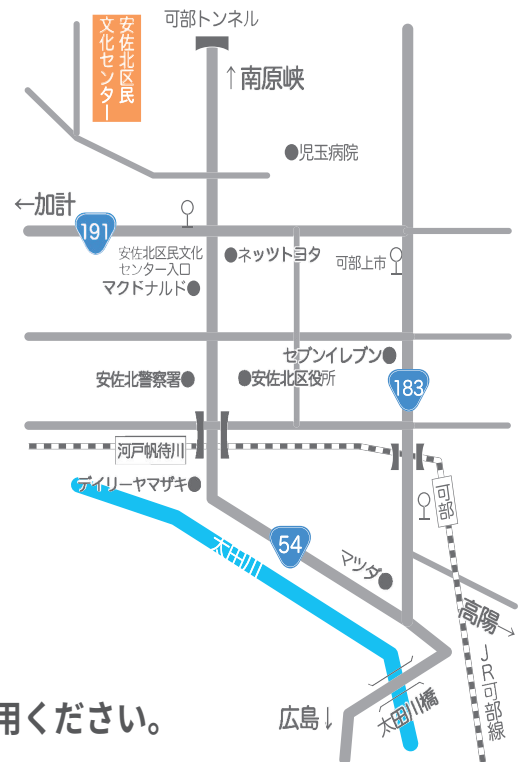 可部トンネル
安佐北区民
文化センター
↑南原峡
児玉病院
←加計
191
安佐北区民文化
センター入口
ネッツトヨタ
可部上市
マクドナルド
セブンイレブン
安佐北警察署
安佐北区役所
183
河戸帆待川
デイリーヤマザキ
可部
太田川
54
マツダ
高陽→
JR可部線
広島↓
太田川橋
用ください。